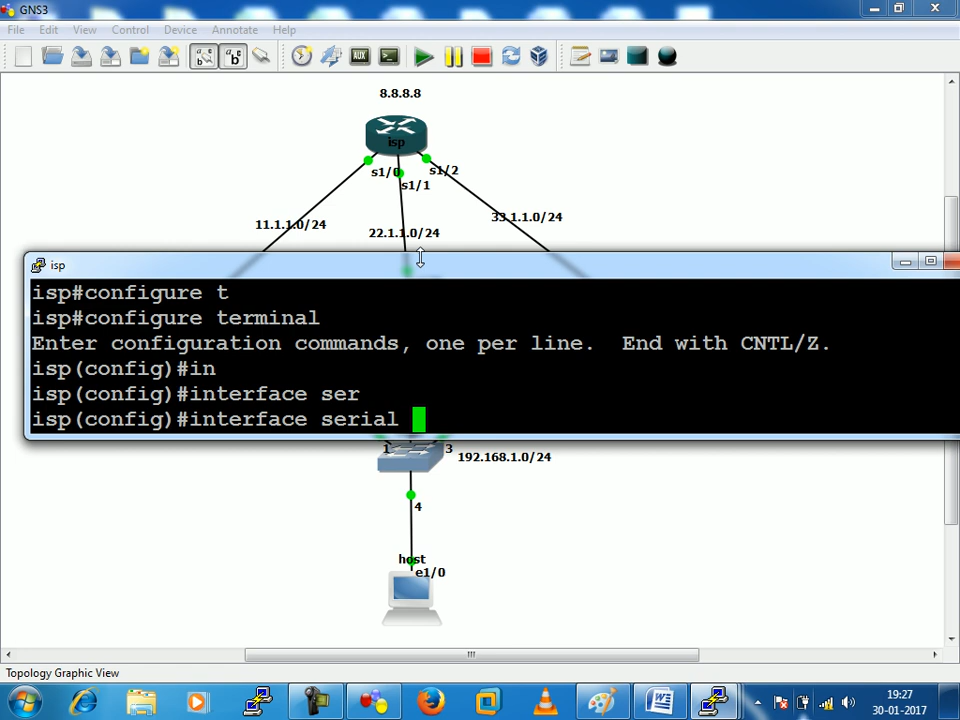 GNS3
File Edit View Control Device Annotate Help
8.8.8.8
isp
s1/0
s1/2
s1/1
11.1.1.0/24
22.1.1.0/24
33.1.1.0/24
isp
isp#configure t
isp#configure terminal
Enter configuration commands, one per line. End with CNTL/Z.
isp(config)#in
isp(config)#interface ser
isp(config)#interface serial
1
3
192.168.1.0/24
4
host
e1/0
Topology Graphic View
19:27
30-01-2017